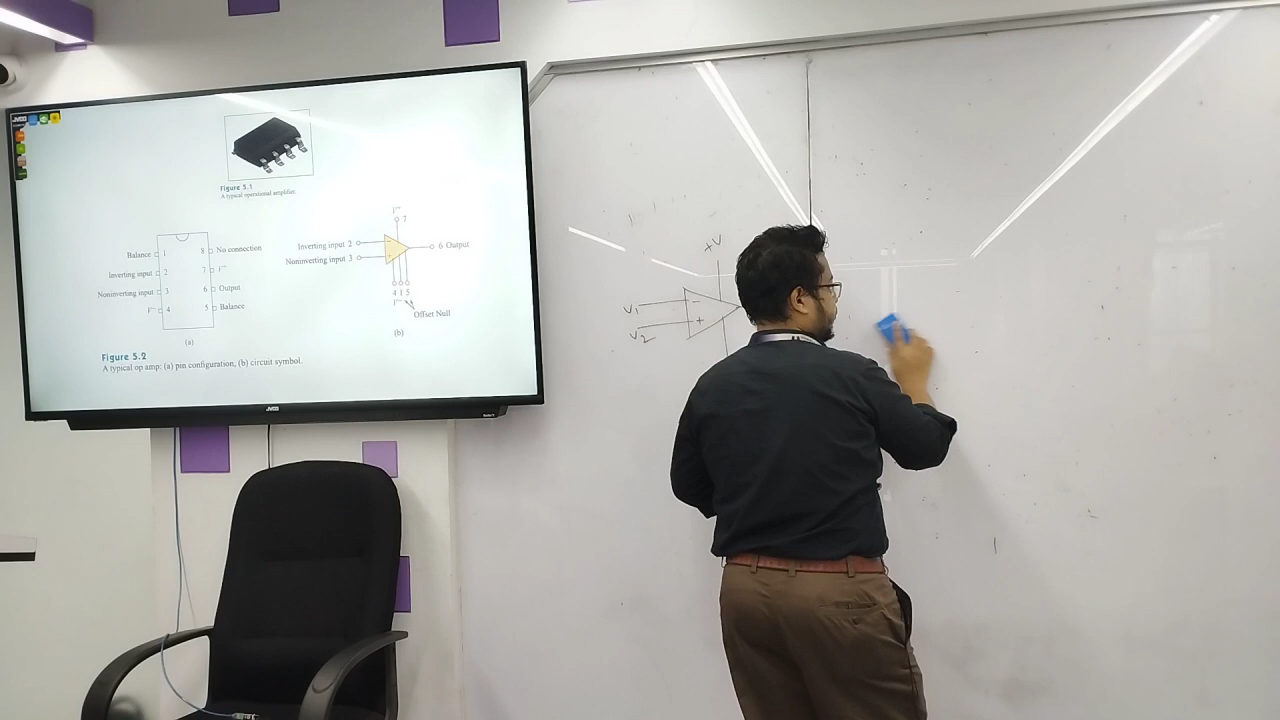 JVCO
Figure 5.1
A typical operational amplifier.
V+
7
Inverting input 2
6 Output
Noninverting input 3
4 1 5
V−
Offset Null
(b)
Balance 1
8 No connection
Inverting input 2
7 V+
Noninverting input 3
6 Output
V− 4
5 Balance
(a)
Figure 5.2
A typical op amp: (a) pin configuration, (b) circuit symbol.
JVCO
+V
V1 −
V2 +